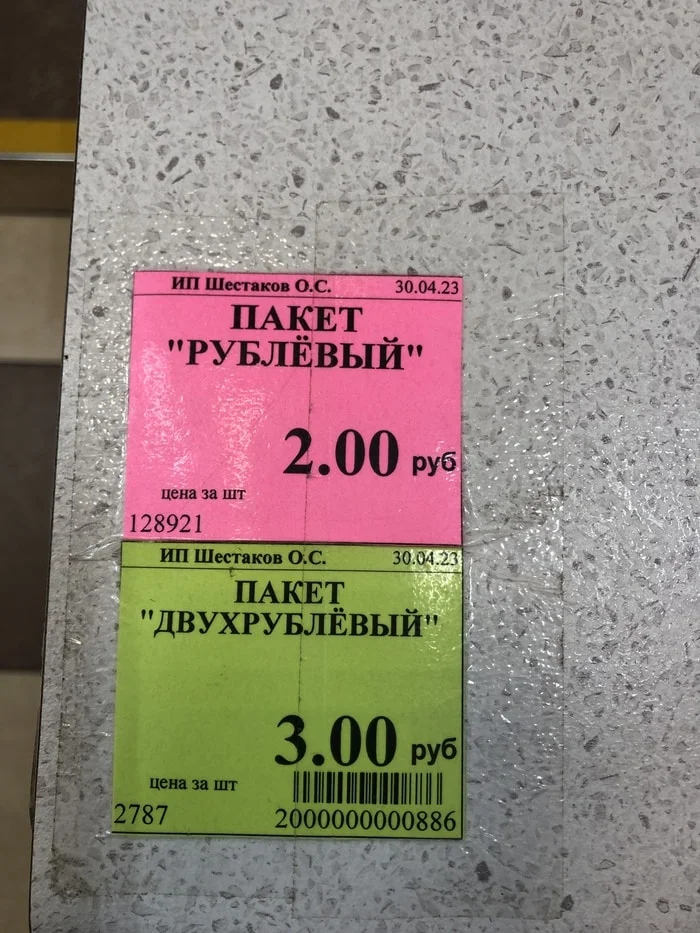 ИП Шестаков О.С. 30.04.23
ПАКЕТ
"РУБЛЁВЫЙ"
2.00 руб
цена за шт
128921
ИП Шестаков О.С. 30.04.23
ПАКЕТ
"ДВУХРУБЛЁВЫЙ"
3.00 руб
цена за шт
2787 2000000000886